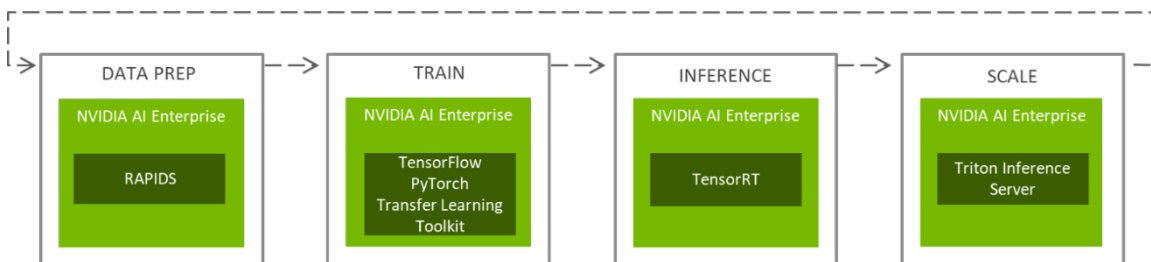 DATA PREP
NVIDIA AI Enterprise
RAPIDS
TRAIN
NVIDIA AI Enterprise
TensorFlow
PyTorch
Transfer Learning
Toolkit
INFERENCE
NVIDIA AI Enterprise
TensorRT
SCALE
NVIDIA AI Enterprise
Triton Inference
Server